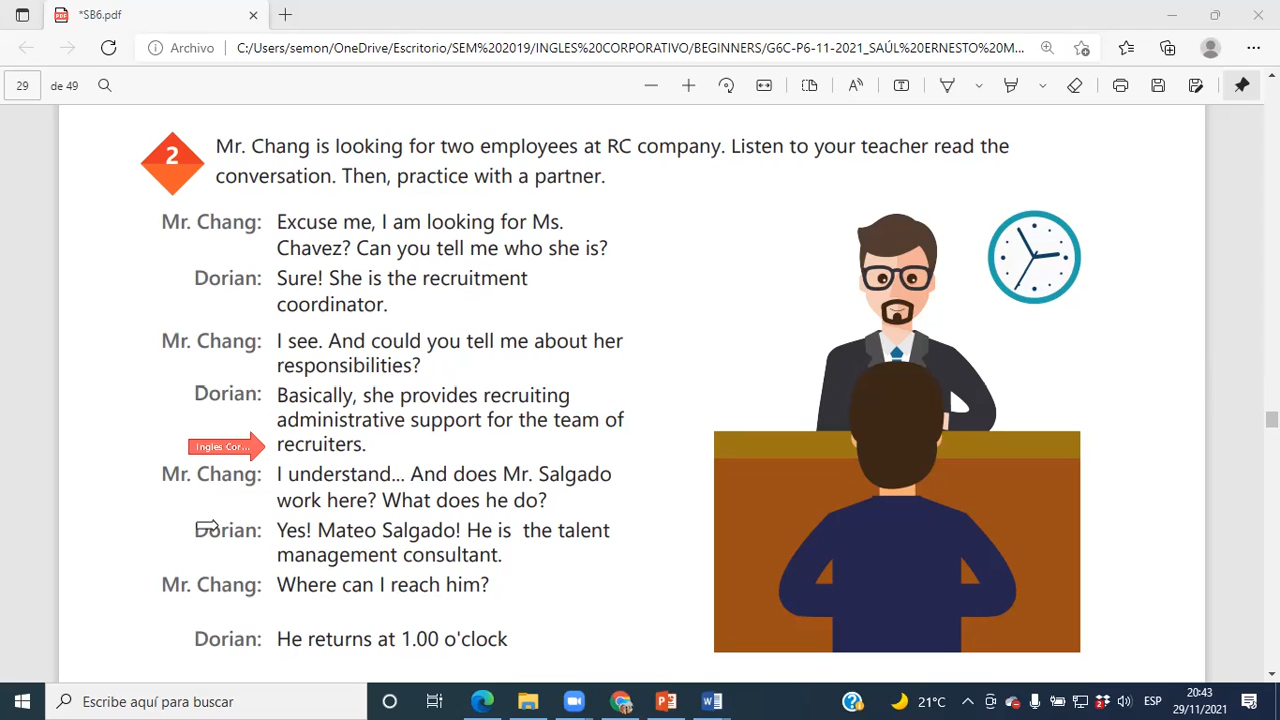 *SB6.pdf
Archivo
C:/Users/semon/OneDrive/Escritorio/SEM%202019/INGLES%20CORPORATIVO/BEGINNERS/G6C-P6-11-2021_SAÚL%20ERNESTO%20M...
29 de 49
2
Mr. Chang is looking for two employees at RC company. Listen to your teacher read the
conversation. Then, practice with a partner.
Mr. Chang: Excuse me, I am looking for Ms.
Chavez? Can you tell me who she is?
Dorian: Sure! She is the recruitment
coordinator.
Mr. Chang: I see. And could you tell me about her
responsibilities?
Dorian: Basically, she provides recruiting
administrative support for the team of
Ingles Cor... recruiters.
Mr. Chang: I understand... And does Mr. Salgado
work here? What does he do?
Dorian: Yes! Mateo Salgado! He is the talent
management consultant.
Mr. Chang: Where can I reach him?
Dorian: He returns at 1.00 o'clock
Escribe aquí para buscar
21°C
ESP
20:43
29/11/2021